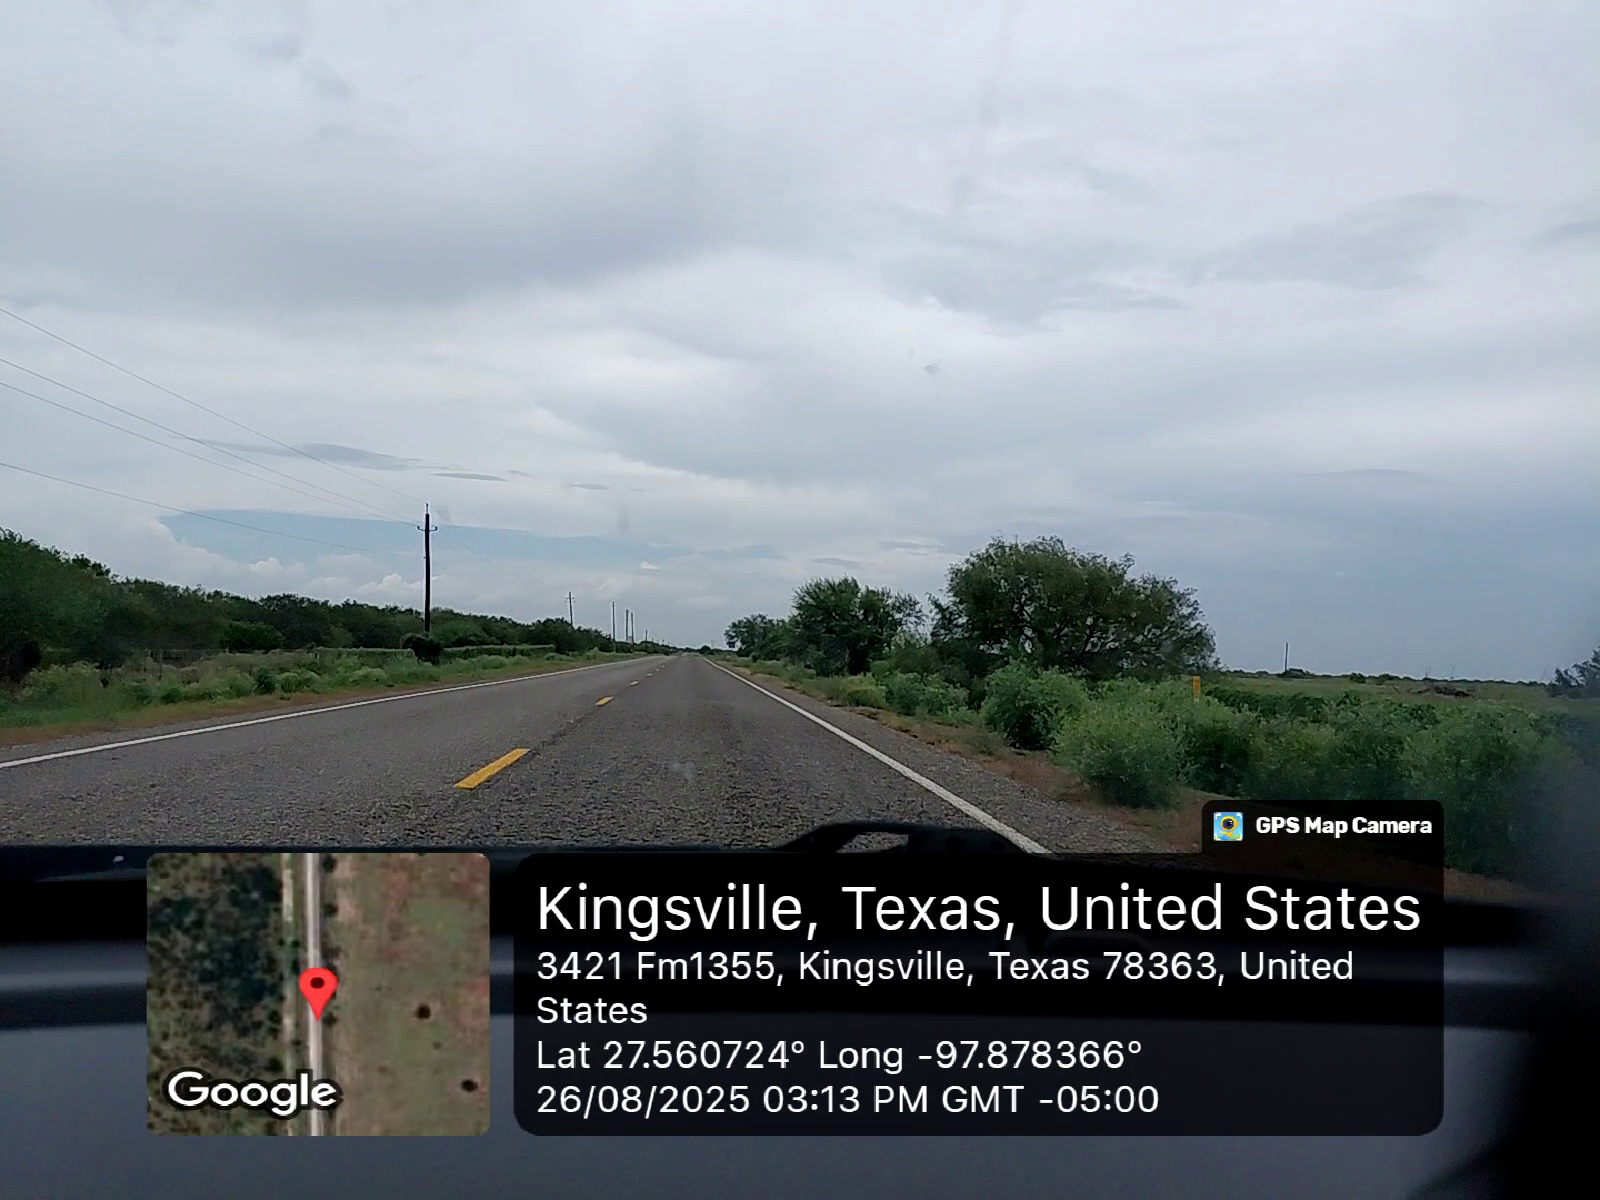 GPS Map Camera
Kingsville, Texas, United States
3421 Fm1355, Kingsville, Texas 78363, United
States
Lat 27.560724° Long -97.878366°
26/08/2025 03:13 PM GMT -05:00
Google